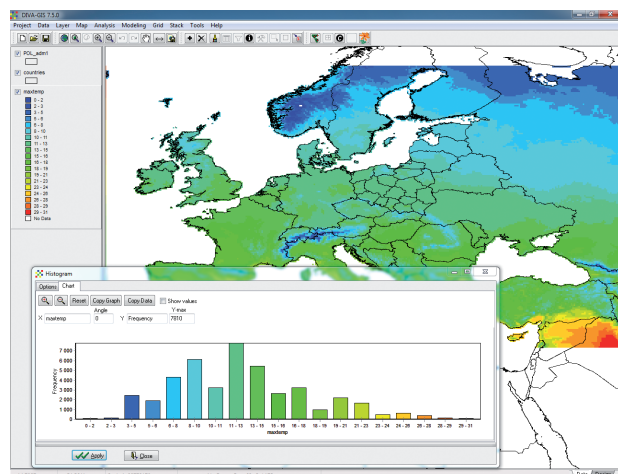 DIVA-GIS 7.5.0
Project Data Layer Map Analysis Modeling Grid Stack Tools Help
POL_adm1
countries
maxtemp
0 - 2
2 - 3
3 - 5
5 - 6
6 - 8
8 - 10
10 - 11
11 - 13
13 - 15
15 - 16
16 - 18
18 - 19
19 - 21
21 - 23
23 - 24
24 - 26
26 - 28
28 - 29
29 - 31
No Data
Histogram
Options Chart
Reset Copy Graph Copy Data Show values
Angle Y-max
X maxtemp 0 Y Frequency 7810
7 000
6 000
5 000
4 000
3 000
2 000
1 000
0
Frequency
0 - 2 2 - 3 3 - 5 5 - 6 6 - 8 8 - 10 10 - 11 11 - 13 13 - 15 15 - 16 16 - 18 18 - 19 19 - 21 21 - 23 23 - 24 24 - 26 26 - 28 28 - 29 29 - 31
maxtemp
Apply Close